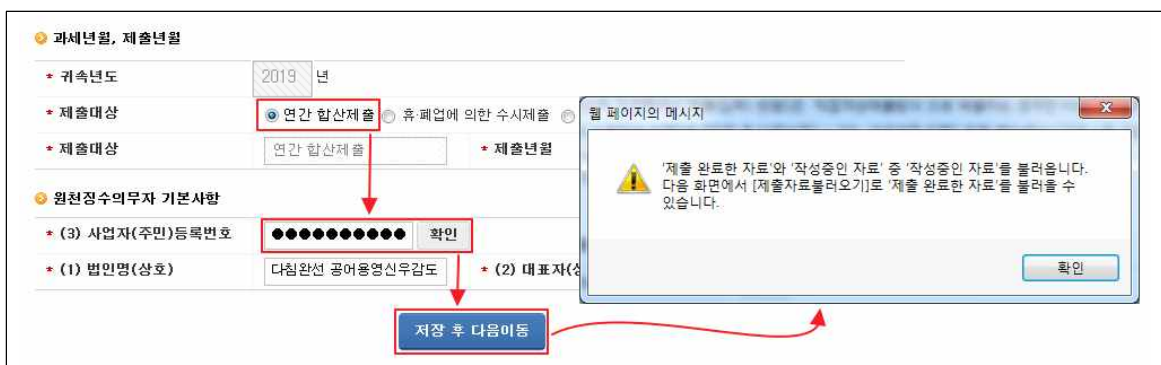 과세년월, 제출년월
* 귀속년도 2019 년
* 제출대상 연간 합산제출 휴·폐업에 의한 수시제출
* 제출대상 연간 합산제출 * 제출년월
원천징수의무자 기본사항
* (3) 사업자(주민)등록번호 ●●●●●●●●●● 확인
* (1) 법인명(상호) 다침완선 공어용영신우감도 * (2) 대표자(
저장 후 다음이동
웹 페이지의 메시지
'제출 완료한 자료'와 '작성중인 자료' 중 '작성중인 자료'를 불러옵니다.
다음 화면에서 [제출자료불러오기]로 '제출 완료한 자료'를 불러올 수
있습니다.
확인